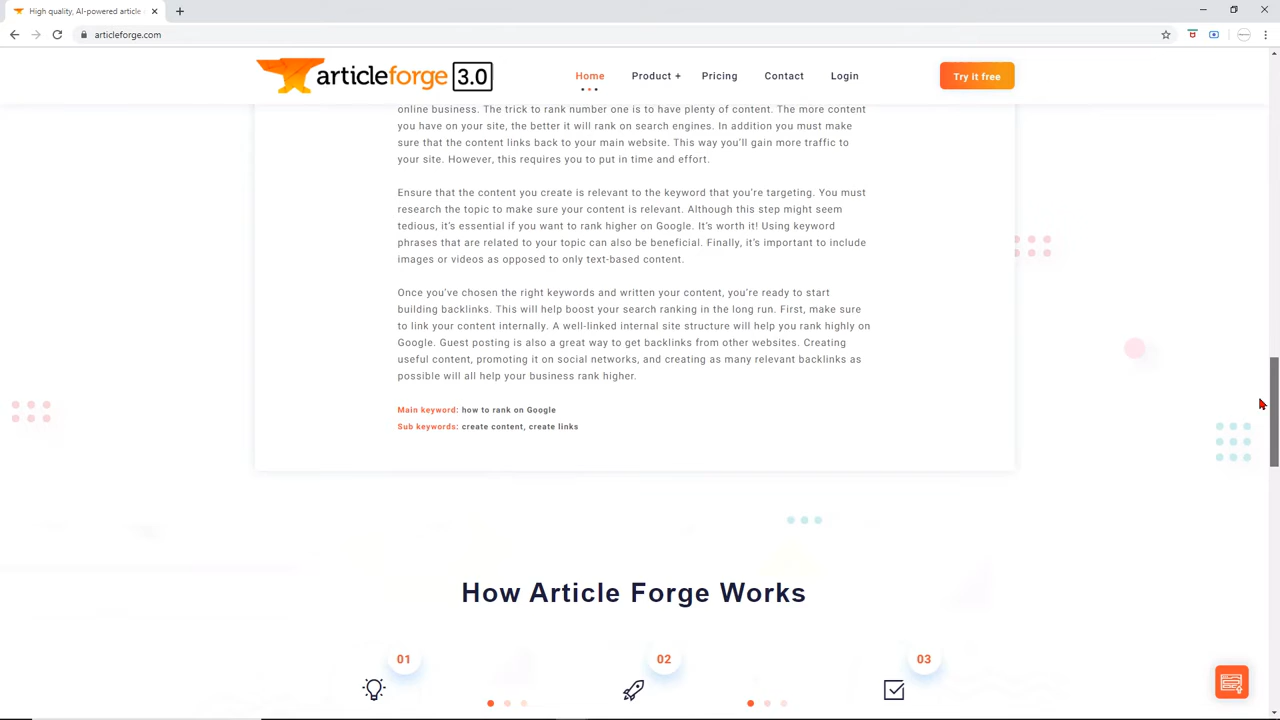 High quality, AI-powered article
articleforge.com
articleforge 3.0
Home
Product +
Pricing
Contact
Login
Try it free
online business. The trick to rank number one is to have plenty of content. The more content
you have on your site, the better it will rank on search engines. In addition you must make
sure that the content links back to your main website. This way you’ll gain more traffic to
your site. However, this requires you to put in time and effort.
Ensure that the content you create is relevant to the keyword that you’re targeting. You must
research the topic to make sure your content is relevant. Although this step might seem
tedious, it’s essential if you want to rank higher on Google. It’s worth it! Using keyword
phrases that are related to your topic can also be beneficial. Finally, it’s important to include
images or videos as opposed to only text-based content.
Once you’ve chosen the right keywords and written your content, you’re ready to start
building backlinks. This will help boost your search ranking in the long run. First, make sure
to link your content internally. A well-linked internal site structure will help you rank highly on
Google. Guest posting is also a great way to get backlinks from other websites. Creating
useful content, promoting it on social networks, and creating as many relevant backlinks as
possible will all help your business rank higher.
Main keyword: how to rank on Google
Sub keywords: create content, create links
How Article Forge Works
01
02
03